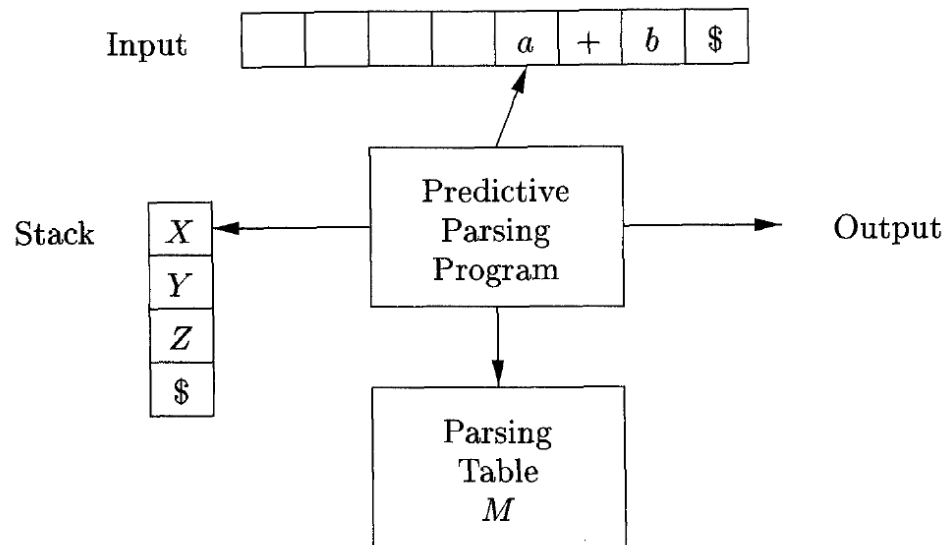 Input a + b $
Predictive
Parsing
Program
Stack X
Y
Z
$
Output
Parsing
Table
M